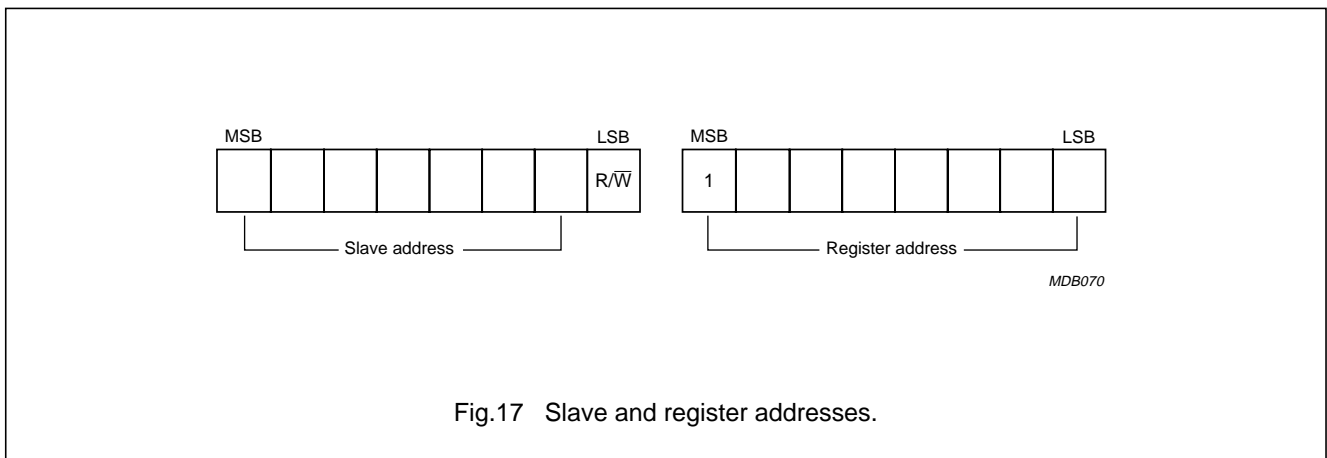 MSB LSB MSB LSB
R/W̅ 1
Slave address Register address
MDB070
Fig.17 Slave and register addresses.